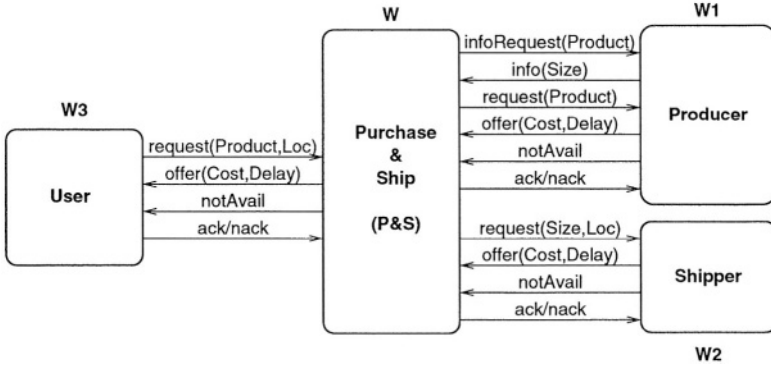 W
W1
infoRequest(Product)
info(Size)
request(Product)
offer(Cost,Delay)
notAvail
ack/nack
Producer
W3
User
request(Product,Loc)
offer(Cost,Delay)
notAvail
ack/nack
Purchase
&
Ship
(P&S)
request(Size,Loc)
offer(Cost,Delay)
notAvail
ack/nack
Shipper
W2